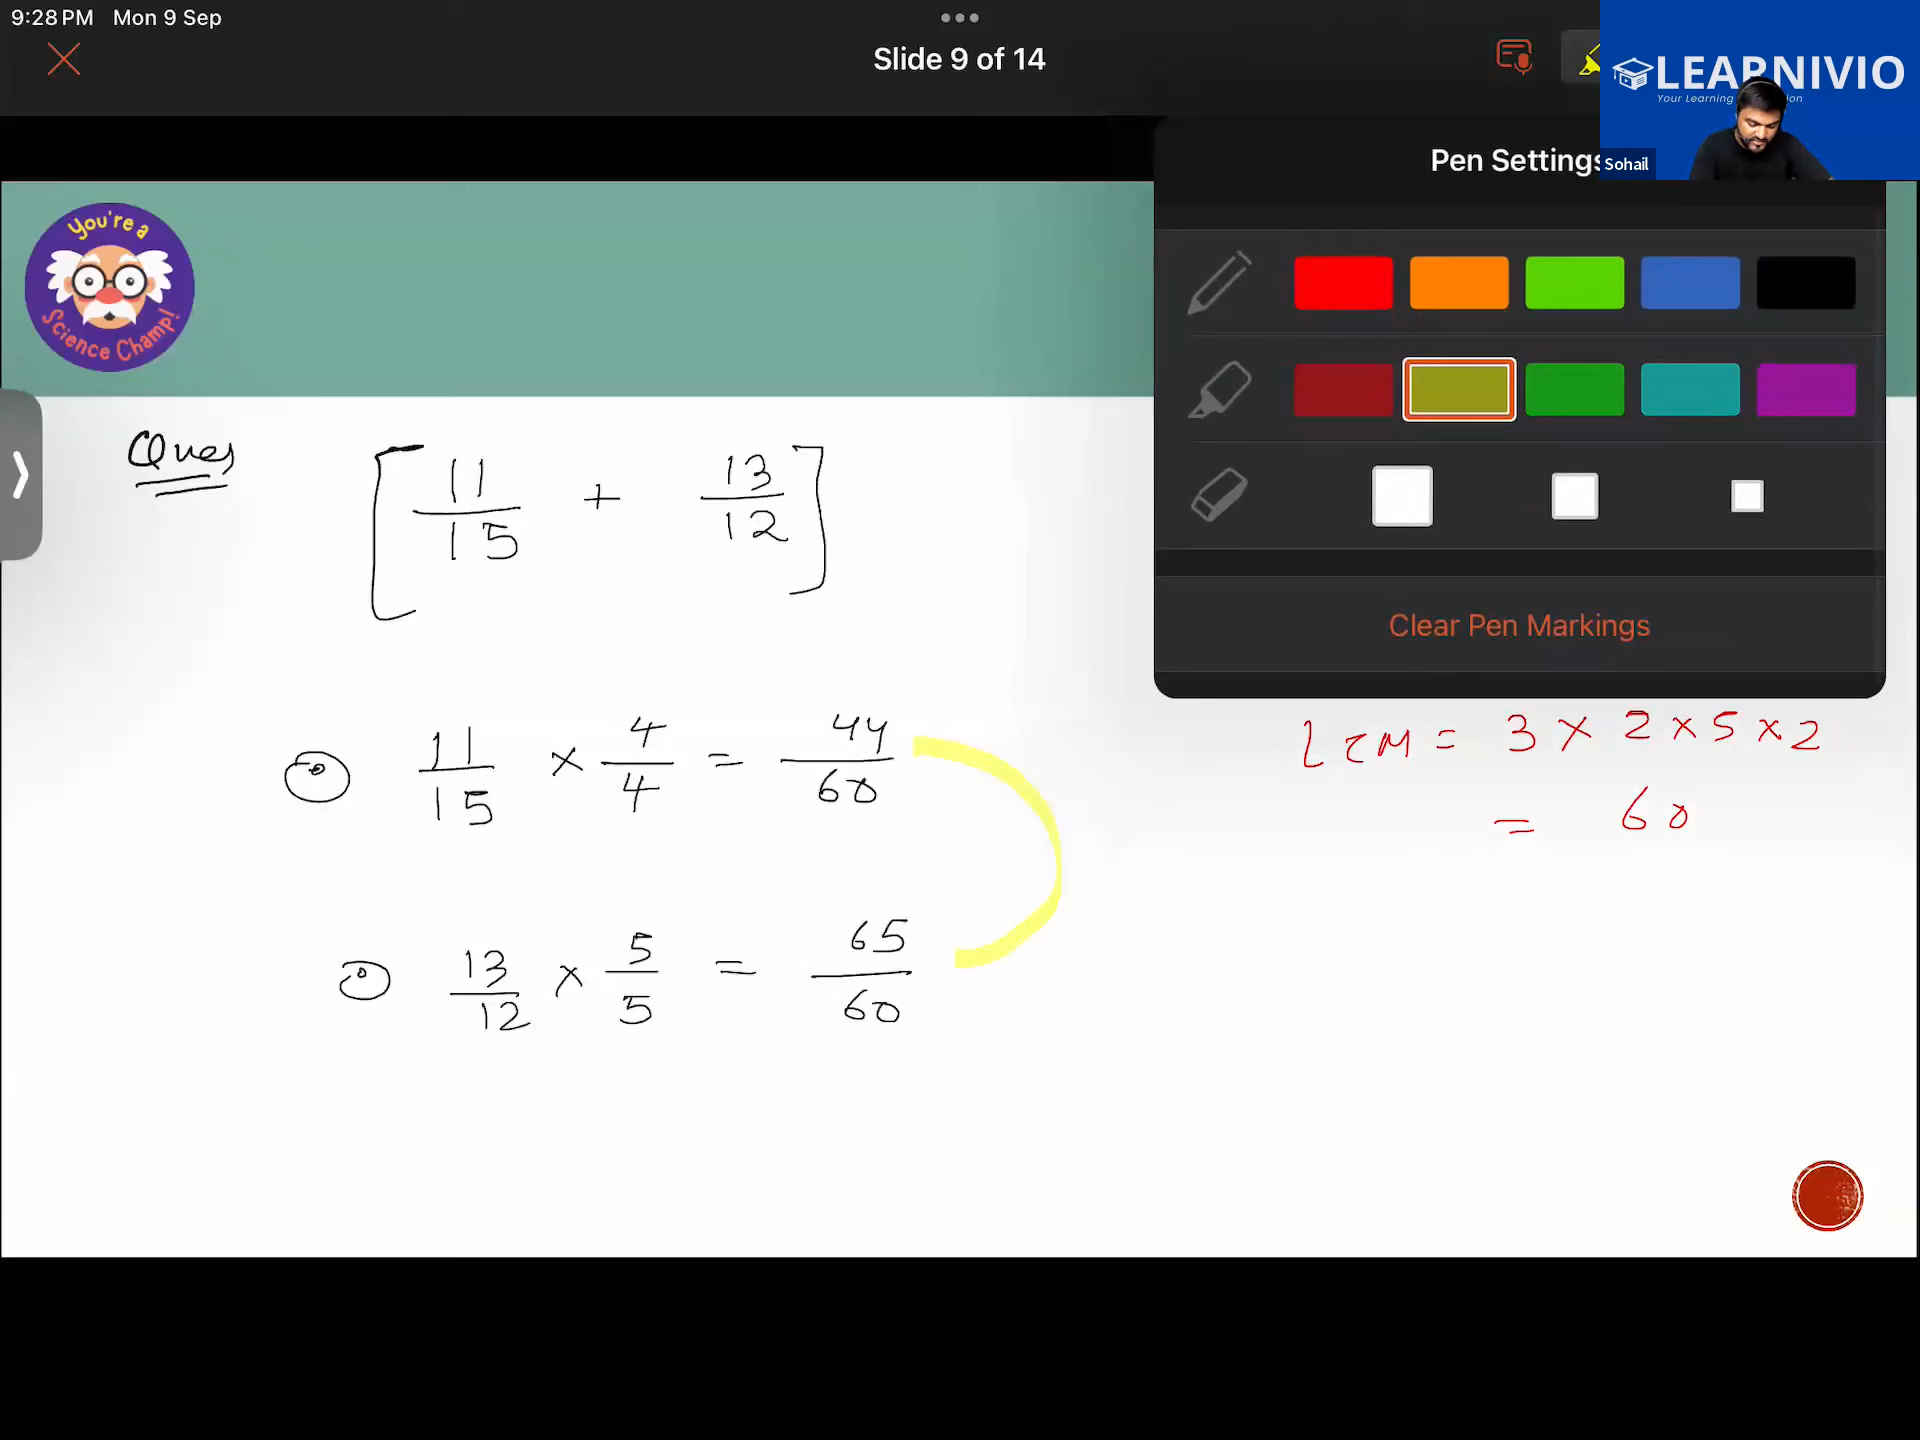 9:28 PM Mon 9 Sep
Slide 9 of 14
LEARNIVIO
Your Learning
Sohail
Pen Settings
You're a
Science Champ!
Clear Pen Markings
Ques
[ 11/15 + 13/12 ]
11/15 × 4/4 = 44/60
13/12 × 5/5 = 65/60
LCM = 3 × 2 × 5 × 2
= 60